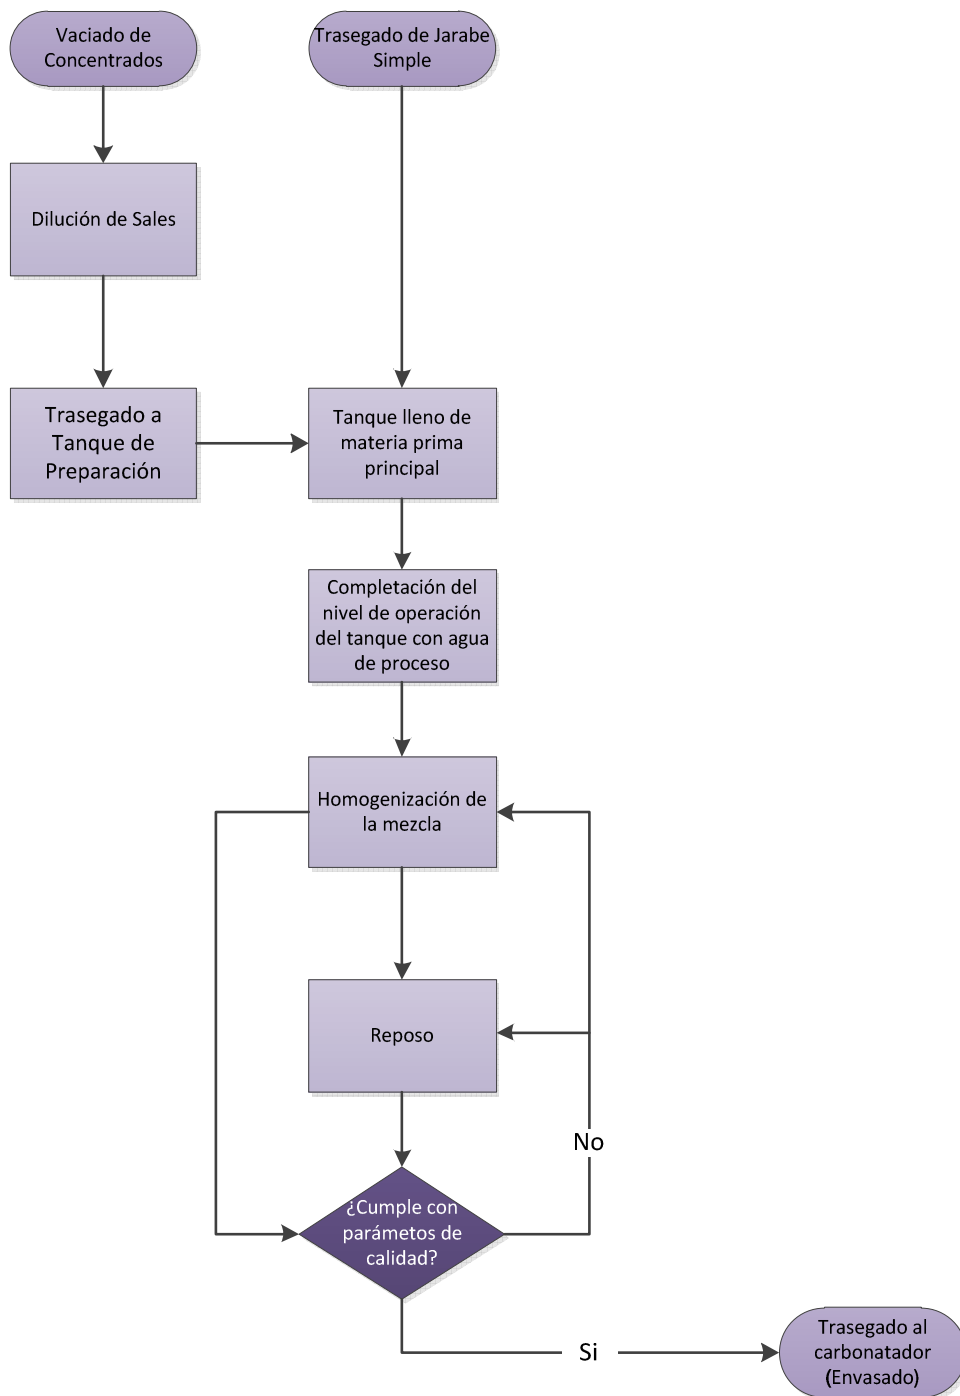 Vaciado de
Concentrados
Trasegado de Jarabe
Simple
Dilución de Sales
Trasegado a
Tanque de
Preparación
Tanque lleno de
materia prima
principal
Completación del
nivel de operación
del tanque con agua
de proceso
Homogenización de
la mezcla
Reposo
No
¿Cumple con
parámetos de
calidad?
Si
Trasegado al
carbonatador
(Envasado)